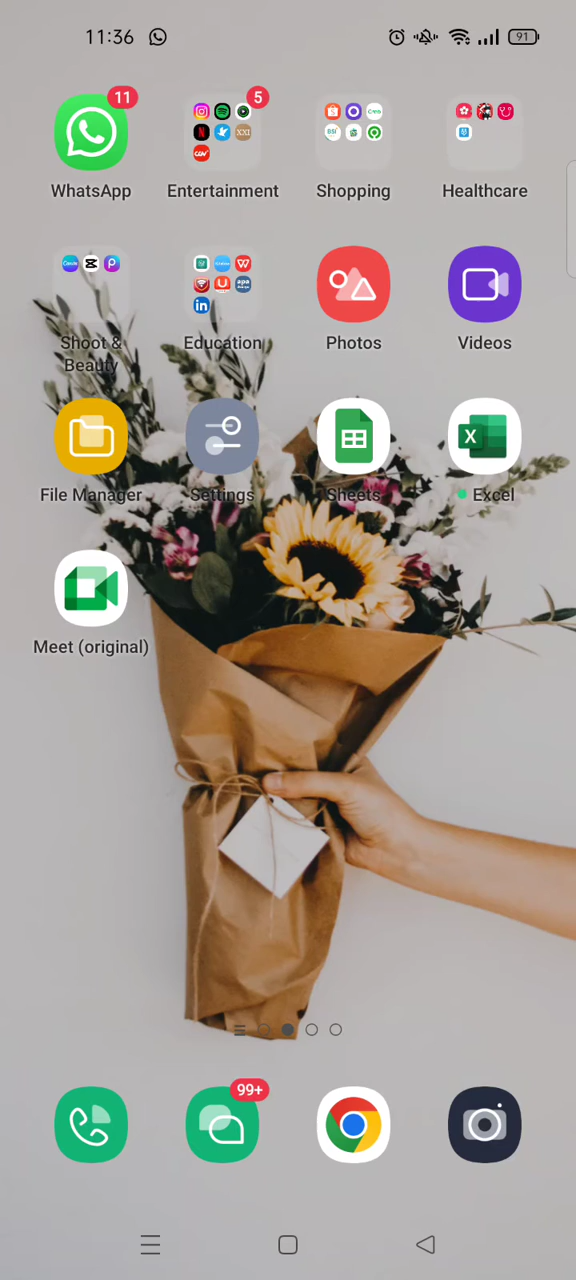 11:36
91
11
5
WhatsApp
Entertainment
Shopping
Healthcare
Shoot &
Beauty
Education
Photos
Videos
File Manager
Settings
Sheets
Excel
Meet (original)
99+